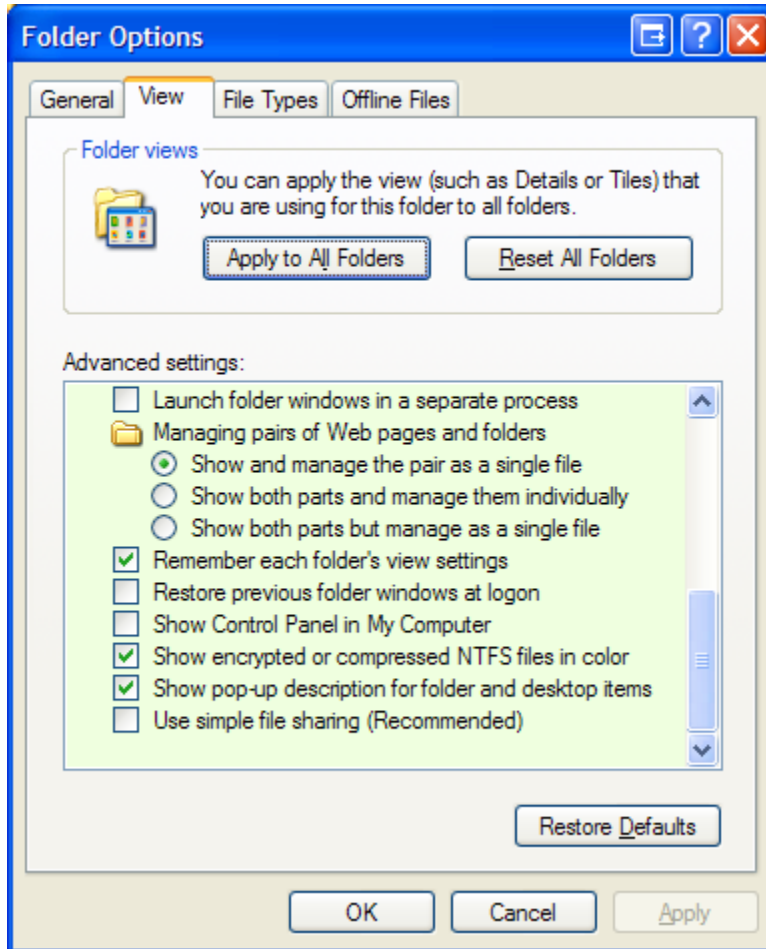 Folder Options
General View File Types Offline Files
Folder views
You can apply the view (such as Details or Tiles) that
you are using for this folder to all folders.
Apply to All Folders Reset All Folders
Advanced settings:
Launch folder windows in a separate process
Managing pairs of Web pages and folders
Show and manage the pair as a single file
Show both parts and manage them individually
Show both parts but manage as a single file
Remember each folder's view settings
Restore previous folder windows at logon
Show Control Panel in My Computer
Show encrypted or compressed NTFS files in color
Show pop-up description for folder and desktop items
Use simple file sharing (Recommended)
Restore Defaults
OK Cancel Apply